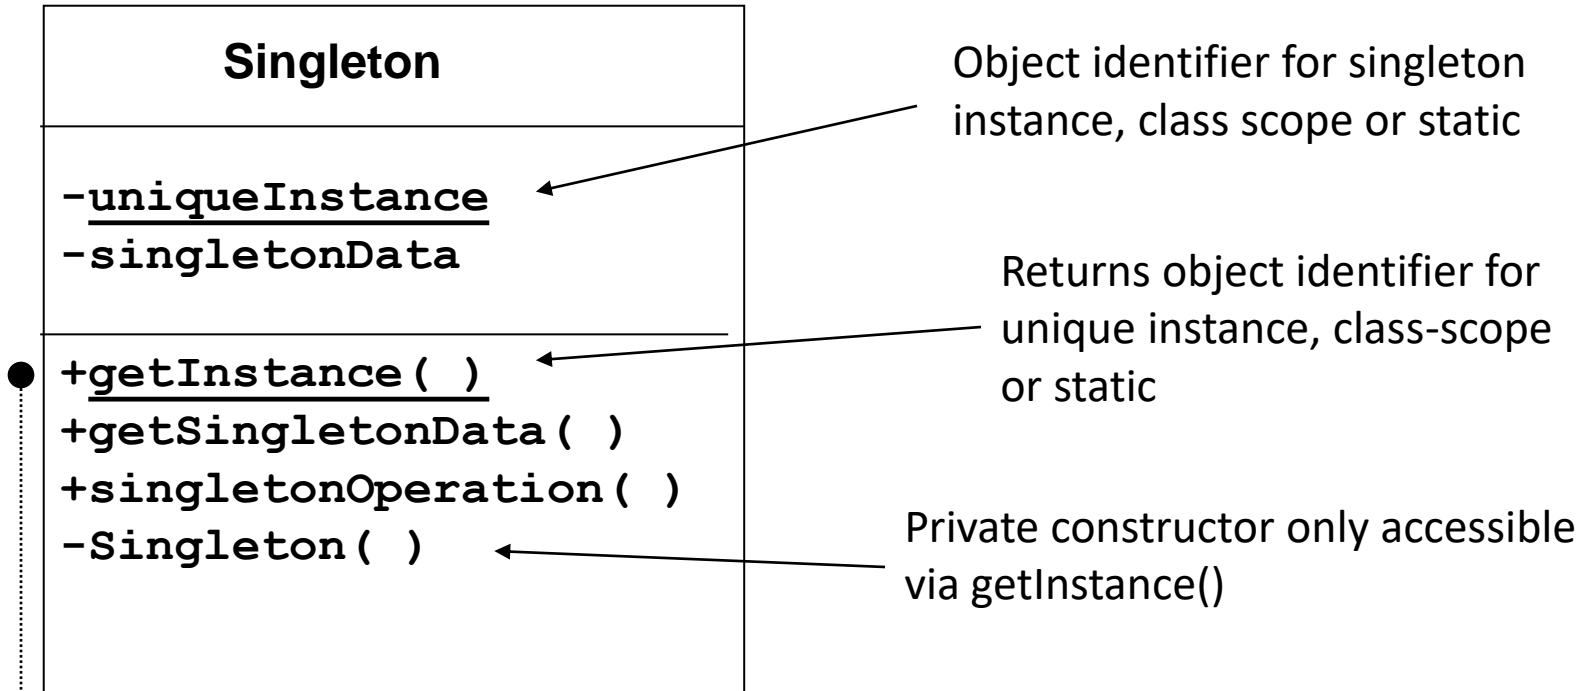 Singleton
-uniqueInstance
-singletonData
+getInstance( )
+getSingletonData( )
+singletonOperation( )
-Singleton( )
Object identifier for singleton
instance, class scope or static
Returns object identifier for
unique instance, class-scope
or static
Private constructor only accessible
via getInstance()